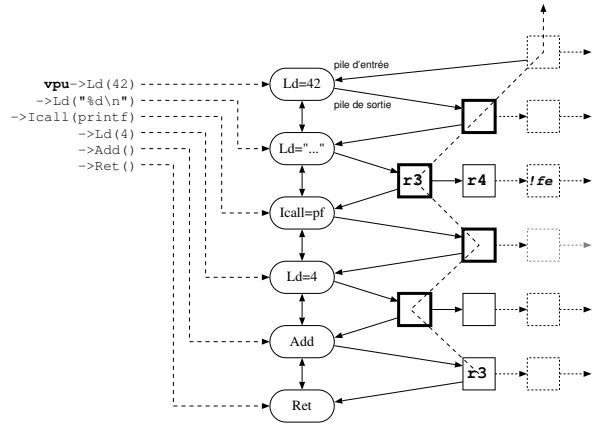 vpu->Ld(42)
->Ld("%d\n")
->Icall(printf)
->Ld(4)
->Add()
->Ret()
pile d'entrée
Ld=42
pile de sortie
Ld="..."
r3 r4 !fe
Icall=pf
Ld=4
Add
r3
Ret